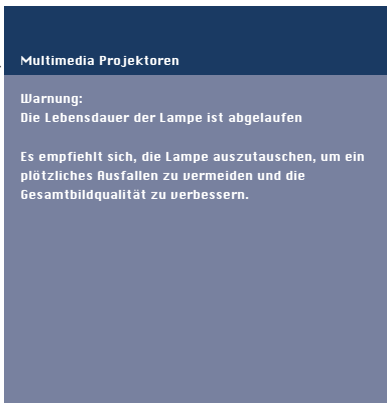 Multimedia Projektoren
Warnung:
Die Lebensdauer der Lampe ist abgelaufen
Es empfiehlt sich, die Lampe auszutauschen, um ein
plötzliches Ausfallen zu vermeiden und die
Gesamtbildqualität zu verbessern.